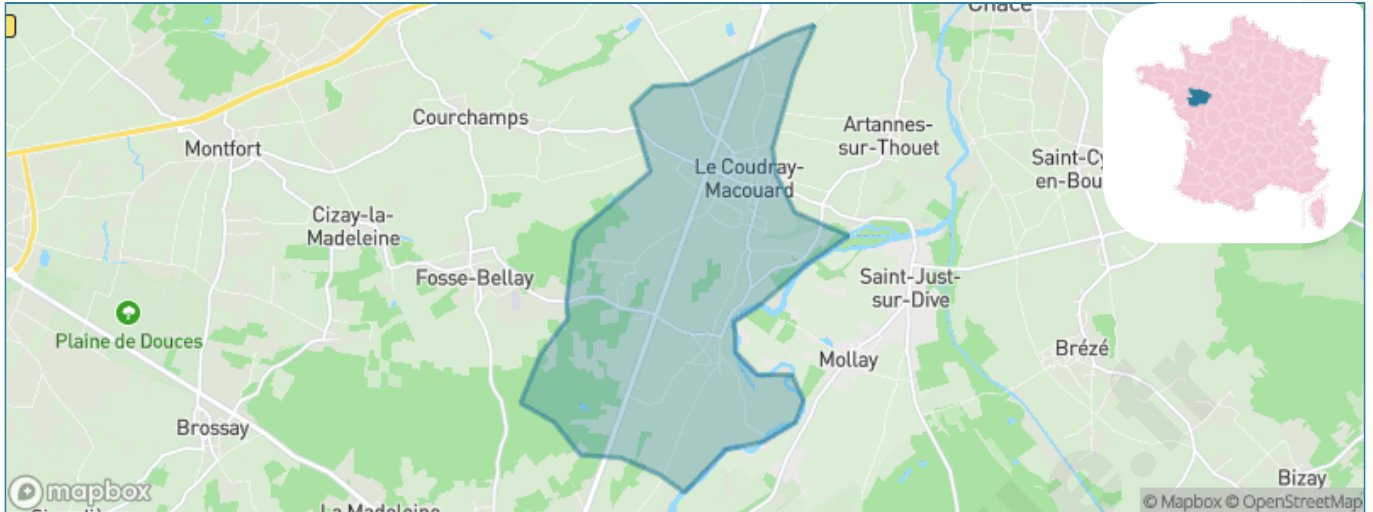 Chacé
Courchamps
Artannes-
sur-Thouet
Montfort
Le Coudray-
Macouard
Saint-Cy
en-Bou
Cizay-la-
Madeleine
Fosse-Bellay
Saint-Just-
sur-Dive
Plaine de Douces
Mollay
Brézé
Brossay
Bizay
mapbox
© Mapbox © OpenStreetMap
La Madeleine